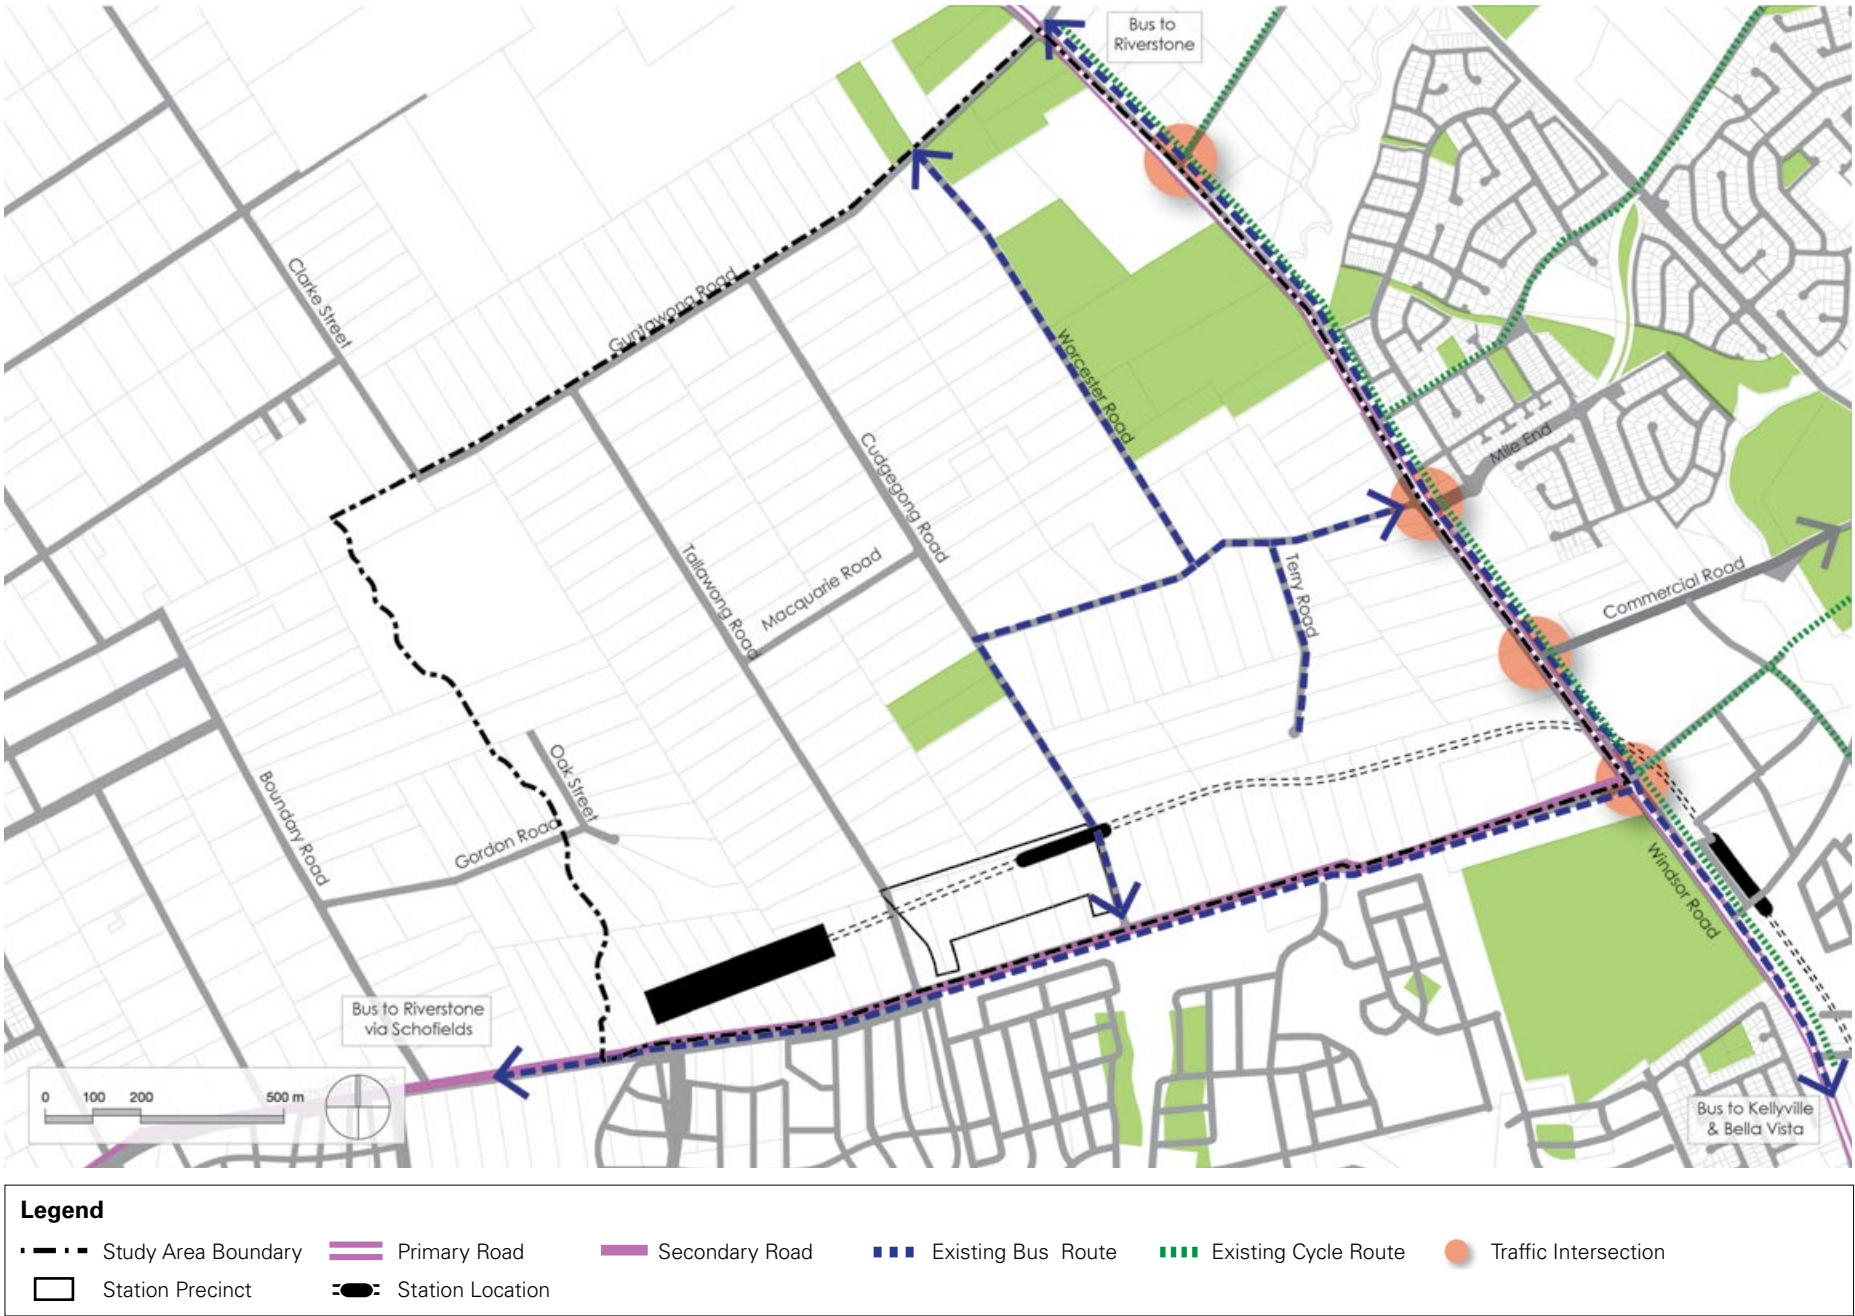 Bus to
Riverstone
Clarke Street
Guntawong Road
Worcester Road
Cudgegong Road
Mile End
Tallawong Road
Macquarie Road
Terry Road
Commercial Road
Oak Street
Boundary Road
Gordon Road
Windsor Road
Bus to Riverstone
via Schofields
0 100 200 500 m
Bus to Kellyville
& Bella Vista
Legend
Study Area Boundary
Primary Road
Secondary Road
Existing Bus Route
Existing Cycle Route
Traffic Intersection
Station Precinct
Station Location